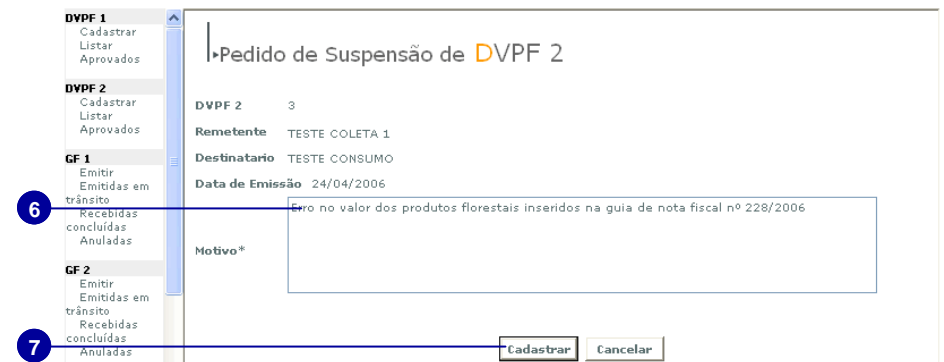 DVPF 1
Cadastrar
Listar
Aprovados
DVPF 2
Cadastrar
Listar
Aprovados
GF 1
Emitir
Emitidas em
trânsito
Recebidas
concluídas
Anuladas
GF 2
Emitir
Emitidas em
trânsito
Recebidas
concluídas
Anuladas
Pedido de Suspensão de DVPF 2
DVPF 2 3
Remetente TESTE COLETA 1
Destinatario TESTE CONSUMO
Data de Emissão 24/04/2006
6
Erro no valor dos produtos florestais inseridos na guia de nota fiscal nº 228/2006
Motivo*
7
Cadastrar Cancelar